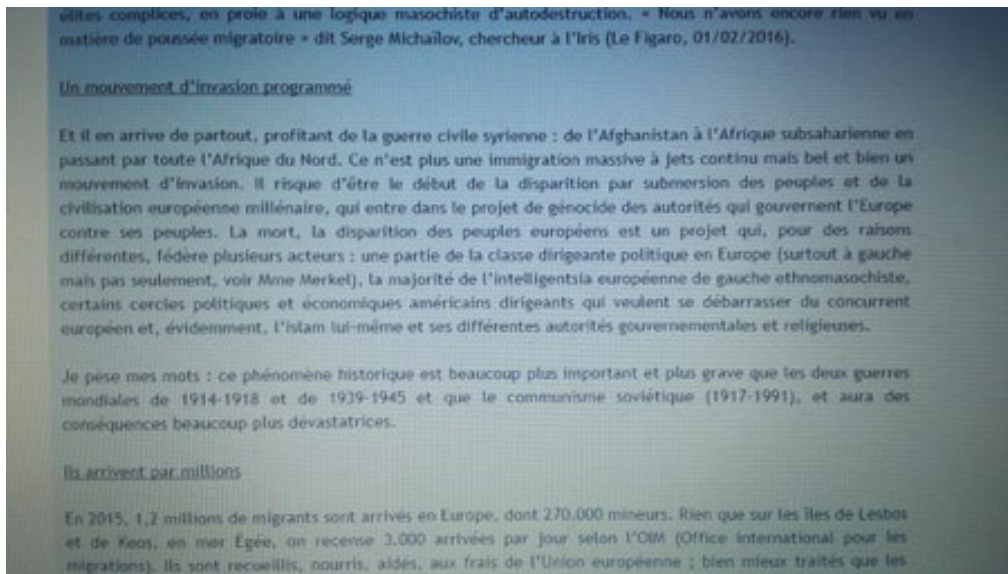 élites complices, en proie à une logique masochiste d'autodestruction. « Nous n'avons encore rien vu en
matière de poussée migratoire » dit Serge Michaïlov, chercheur à l'Iris (Le Figaro, 01/02/2016).
Un mouvement d'invasion programmé
Et il en arrive de partout, profitant de la guerre civile syrienne : de l'Afghanistan à l'Afrique subsaharienne en
passant par toute l'Afrique du Nord. Ce n'est plus une immigration massive à jets continu mais bel et bien un
mouvement d'invasion. Il risque d'être le début de la disparition par submersion des peuples et de la
civilisation européenne millénaire, qui entre dans le projet de génocide des autorités qui gouvernent l'Europe
contre ses peuples. La mort, la disparition des peuples européens est un projet qui, pour des raisons
différentes, fédère plusieurs acteurs : une partie de la classe dirigeante politique en Europe (surtout à gauche
mais pas seulement, voir Mme Merkel), la majorité de l'intelligentsia européenne de gauche ethnomasochiste,
certains cercles politiques et économiques américains dirigeants qui veulent se débarrasser du concurrent
européen et, évidemment, l'islam lui-même et ses différentes autorités gouvernementales et religieuses.
Je pèse mes mots : ce phénomène historique est beaucoup plus important et plus grave que les deux guerres
mondiales de 1914-1918 et de 1939-1945 et que le communisme soviétique (1917-1991), et aura des
conséquences beaucoup plus dévastatrices.
Ils arrivent par millions
En 2015, 1,2 millions de migrants sont arrivés en Europe, dont 270.000 mineurs. Rien que sur les îles de Lesbos
et de Keos, en mer Égée, on recense 3.000 arrivées par jour selon l'OIM (Office international pour les
migrations). Ils sont recueillis, nourris, aidés, aux frais de l'Union européenne ; bien mieux traités que les